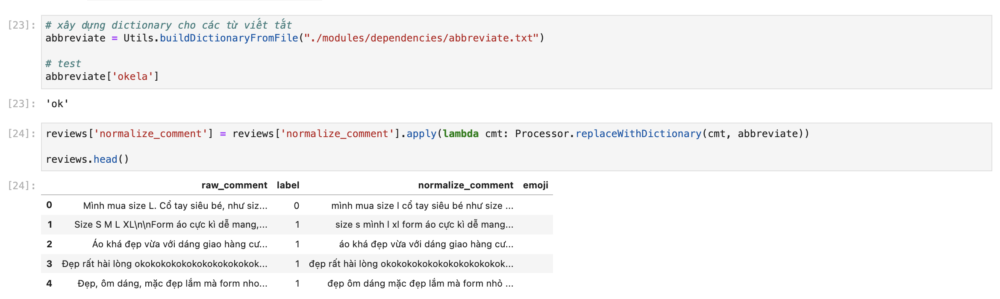 [23]: # xây dựng dictionary cho các từ viết tắt
abbreviate = Utils.buildDictionaryFromFile("./modules/dependencies/abbreviate.txt")
# test
abbreviate['okela']
[23]: 'ok'
[24]: reviews['normalize_comment'] = reviews['normalize_comment'].apply(lambda cmt: Processor.replaceWithDictionary(cmt, abbreviate))
reviews.head()
[24]: raw_comment label normalize_comment emoji
0 Mình mua size L. Cổ tay siêu bé, như siz... 0 mình mua size l cổ tay siêu bé như size ...
1 Size S M L XL\n\nForm áo cực kì dễ mang,... 1 size s mình l xl form áo cực kì dễ mang...
2 Áo khá đẹp vừa với dáng giao hàng cư... 1 áo khá đẹp vừa với dáng giao hàng cư...
3 Đẹp rất hài lòng okokokokokokokokokokokok... 1 đẹp rất hài lòng okokokokokokokokokokokok...
4 Đẹp, ôm dáng, mặc đẹp lắm mà form nho... 1 đẹp ôm dáng mặc đẹp lắm mà form nhỏ ...